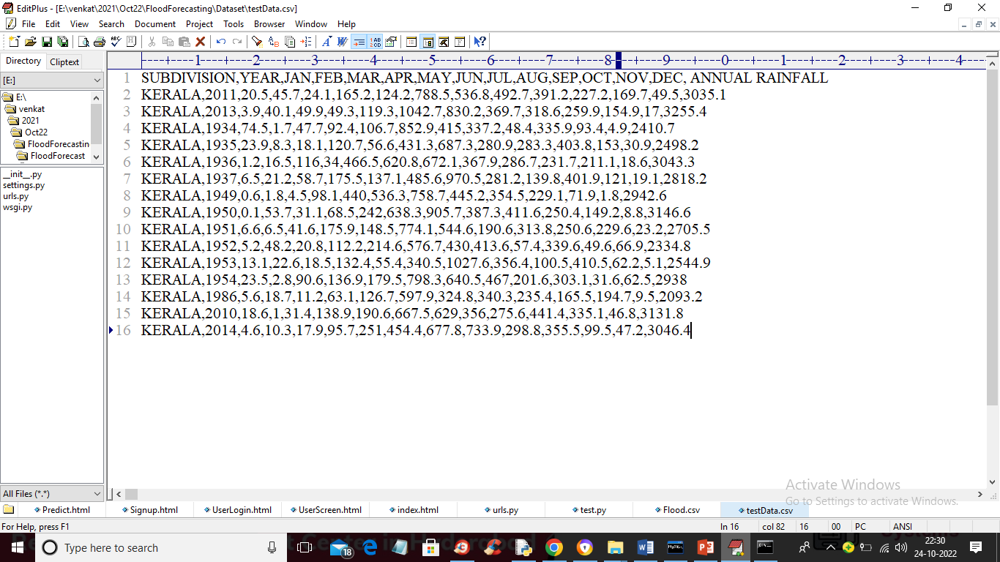 EditPlus - [E:\venkat\2021\Oct22\FloodForecasting\Dataset\testData.csv]
File Edit View Search Document Project Tools Browser Window Help
Directory Cliptext
[E:]
E:\
venkat
2021
Oct22
FloodForecastin
FloodForecast
__init__.py
settings.py
urls.py
wsgi.py
All Files (*.*)
----+----1----+----2----+----3----+----4----+----5----+----6----+----7----+----8----+----9----+----0----+----1----+----2----+----3----+----4----
1 SUBDIVISION,YEAR,JAN,FEB,MAR,APR,MAY,JUN,JUL,AUG,SEP,OCT,NOV,DEC, ANNUAL RAINFALL
2 KERALA,2011,20.5,45.7,24.1,165.2,124.2,788.5,536.8,492.7,391.2,227.2,169.7,49.5,3035.1
3 KERALA,2013,3.9,40.1,49.9,49.3,119.3,1042.7,830.2,369.7,318.6,259.9,154.9,17,3255.4
4 KERALA,1934,74.5,1.7,47.7,92.4,106.7,852.9,415,337.2,48.4,335.9,93.4,4.9,2410.7
5 KERALA,1935,23.9,8.3,18.1,120.7,56.6,431.3,687.3,280.9,283.3,403.8,153,30.9,2498.2
6 KERALA,1936,1.2,16.5,116,34,466.5,620.8,672.1,367.9,286.7,231.7,211.1,18.6,3043.3
7 KERALA,1937,6.5,21.2,58.7,175.5,137.1,485.6,970.5,281.2,139.8,401.9,121,19.1,2818.2
8 KERALA,1949,0.6,1.8,4.5,98.1,440,536.3,758.7,445.2,354.5,229.1,71.9,1.8,2942.6
9 KERALA,1950,0.1,53.7,31.1,68.5,242,638.3,905.7,387.3,411.6,250.4,149.2,8.8,3146.6
10 KERALA,1951,6.6,6.5,41.6,175.9,148.5,774.1,544.6,190.6,313.8,250.6,229.6,23.2,2705.5
11 KERALA,1952,5.2,48.2,20.8,112.2,214.6,576.7,430,413.6,57.4,339.6,49.6,66.9,2334.8
12 KERALA,1953,13.1,22.6,18.5,132.4,55.4,340.5,1027.6,356.4,100.5,410.5,62.2,5.1,2544.9
13 KERALA,1954,23.5,2.8,90.6,136.9,179.5,798.3,640.5,467,201.6,303.1,31.6,62.5,2938
14 KERALA,1986,5.6,18.7,11.2,63.1,126.7,597.9,324.8,340.3,235.4,165.5,194.7,9.5,2093.2
15 KERALA,2010,18.6,1,31.4,138.9,190.6,667.5,629,356,275.6,441.4,335.1,46.8,3131.8
16 KERALA,2014,4.6,10.3,17.9,95.7,251,454.4,677.8,733.9,298.8,355.5,99.5,47.2,3046.4
Activate Windows
Go to Settings to activate Windows.
Predict.html Signup.html UserLogin.html UserScreen.html index.html urls.py test.py Flood.csv testData.csv
For Help, press F1
ln 16 col 82 16 00 PC ANSI
Type here to search
18
22:30
24-10-2022